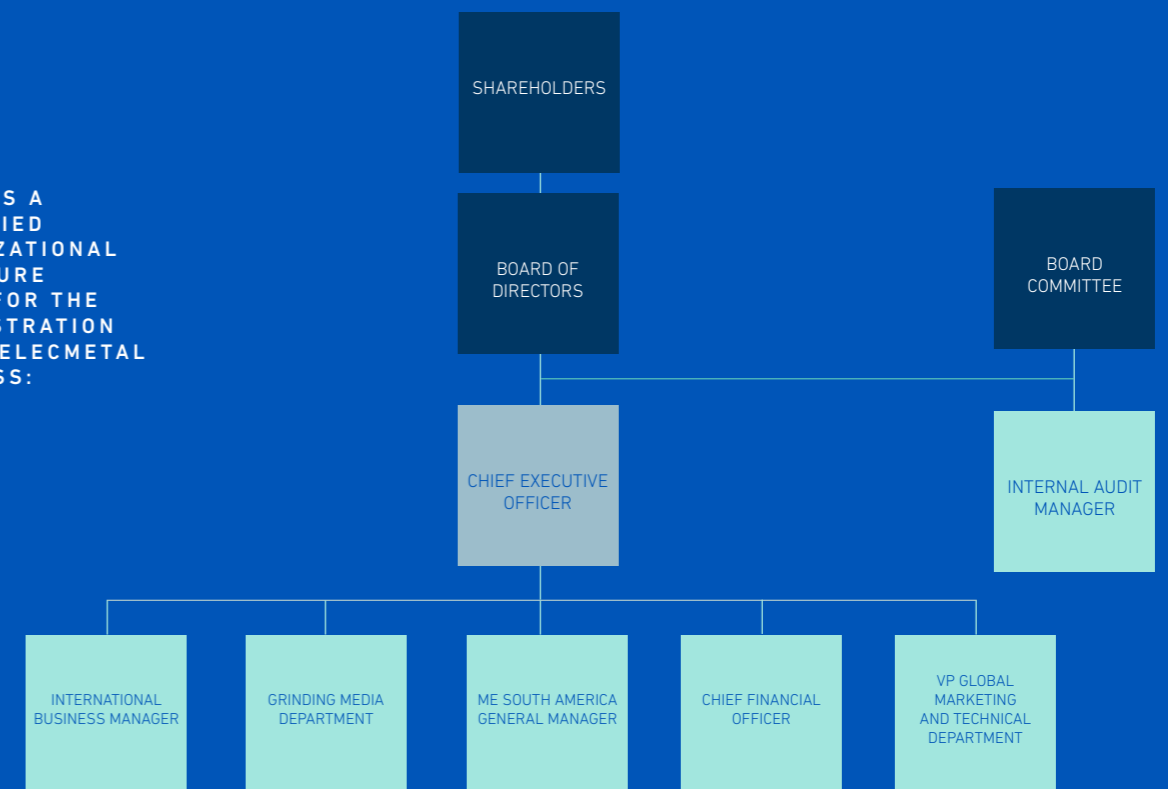 SHAREHOLDERS
S A
IED
ZATIONAL
URE
FOR THE
STRATION
ELECMETAL
SS:
BOARD OF
DIRECTORS
BOARD
COMMITTEE
CHIEF EXECUTIVE
OFFICER
INTERNAL AUDIT
MANAGER
INTERNATIONAL
BUSINESS MANAGER
GRINDING MEDIA
DEPARTMENT
ME SOUTH AMERICA
GENERAL MANAGER
CHIEF FINANCIAL
OFFICER
VP GLOBAL
MARKETING
AND TECHNICAL
DEPARTMENT